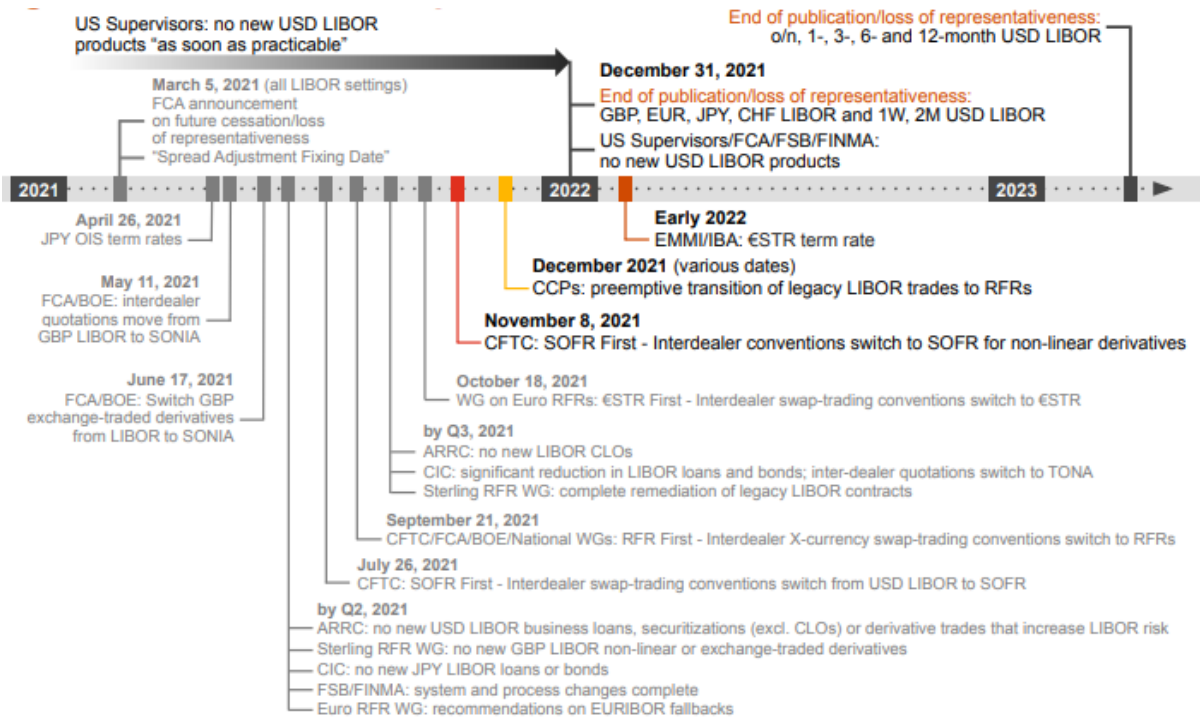 US Supervisors: no new USD LIBOR
products “as soon as practicable”
End of publication/loss of representativeness:
o/n, 1-, 3-, 6- and 12-month USD LIBOR
March 5, 2021 (all LIBOR settings)
FCA announcement
on future cessation/loss
of representativeness
“Spread Adjustment Fixing Date”
December 31, 2021
End of publication/loss of representativeness:
GBP, EUR, JPY, CHF LIBOR and 1W, 2M USD LIBOR
US Supervisors/FCA/FSB/FINMA:
no new USD LIBOR products
2021
2022
2023
April 26, 2021
JPY OIS term rates
Early 2022
EMMI/IBA: €STR term rate
May 11, 2021
FCA/BOE: interdealer
quotations move from
GBP LIBOR to SONIA
December 2021 (various dates)
CCPs: preemptive transition of legacy LIBOR trades to RFRs
November 8, 2021
CFTC: SOFR First - Interdealer conventions switch to SOFR for non-linear derivatives
June 17, 2021
FCA/BOE: Switch GBP
exchange-traded derivatives
from LIBOR to SONIA
October 18, 2021
WG on Euro RFRs: €STR First - Interdealer swap-trading conventions switch to €STR
by Q3, 2021
ARRC: no new LIBOR CLOs
CIC: significant reduction in LIBOR loans and bonds; inter-dealer quotations switch to TONA
Sterling RFR WG: complete remediation of legacy LIBOR contracts
September 21, 2021
CFTC/FCA/BOE/National WGs: RFR First - Interdealer X-currency swap-trading conventions switch to RFRs
July 26, 2021
CFTC: SOFR First - Interdealer swap-trading conventions switch from USD LIBOR to SOFR
by Q2, 2021
ARRC: no new USD LIBOR business loans, securitizations (excl. CLOs) or derivative trades that increase LIBOR risk
Sterling RFR WG: no new GBP LIBOR non-linear or exchange-traded derivatives
CIC: no new JPY LIBOR loans or bonds
FSB/FINMA: system and process changes complete
Euro RFR WG: recommendations on EURIBOR fallbacks